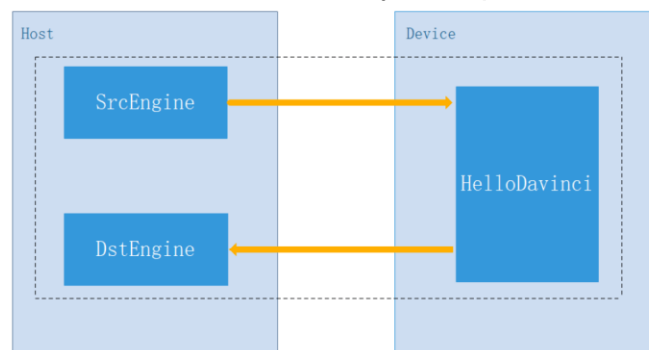 Host
Device
SrcEngine
HelloDavinci
DstEngine